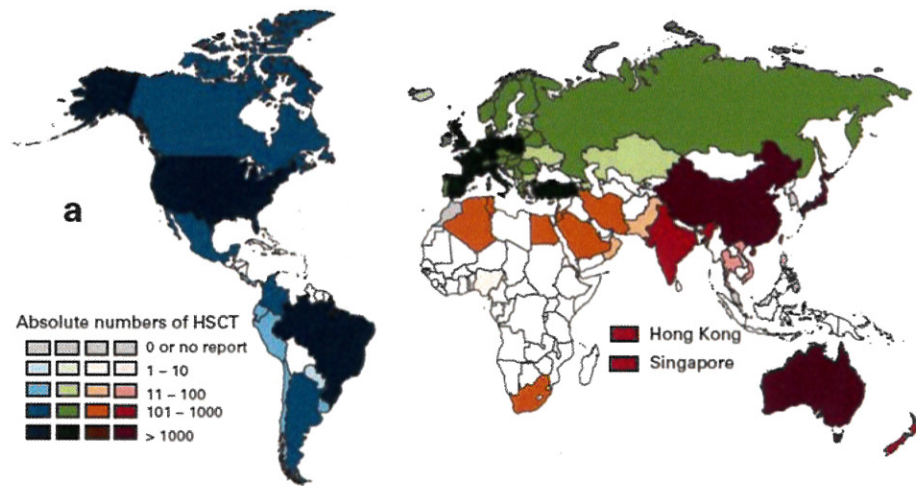 a
Absolute numbers of HSCT
0 or no report
1 – 10
11 – 100
101 – 1000
> 1000
Hong Kong
Singapore